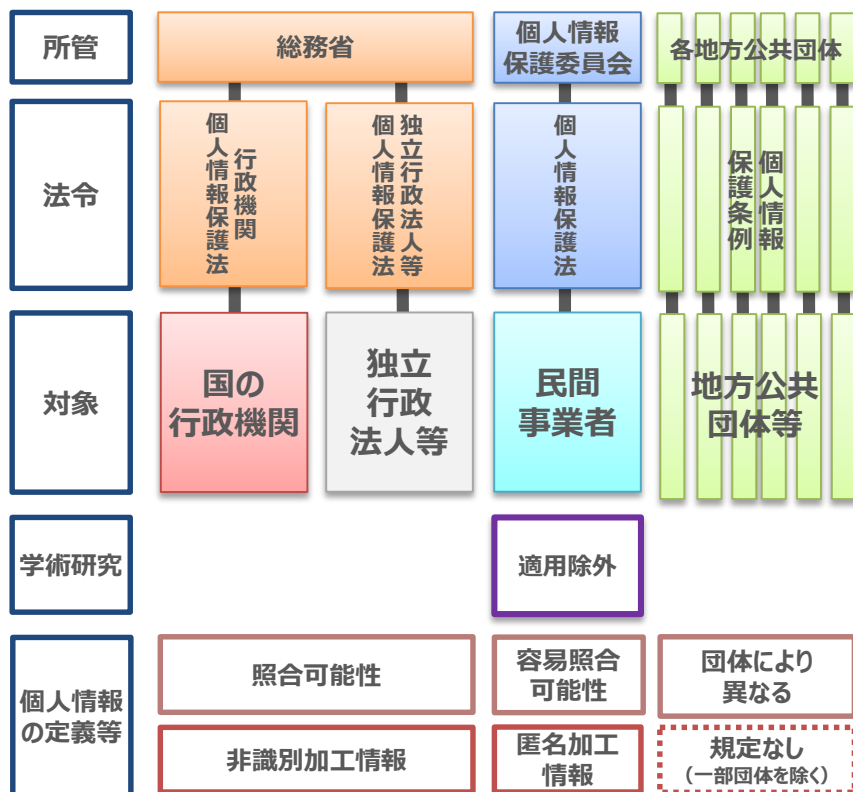 所管
総務省
個人情報
保護委員会
各地方公共団体
法令
行政機関
個人情報保護法
独立行政法人等
個人情報保護法
個人情報保護法
個人情報
保護条例
対象
国の
行政機関
独立
行政
法人等
民間
事業者
地方公共
団体等
学術研究
適用除外
個人情報
の定義等
照合可能性
容易照合
可能性
団体により
異なる
非識別加工情報
匿名加工
情報
規定なし
（一部団体を除く）